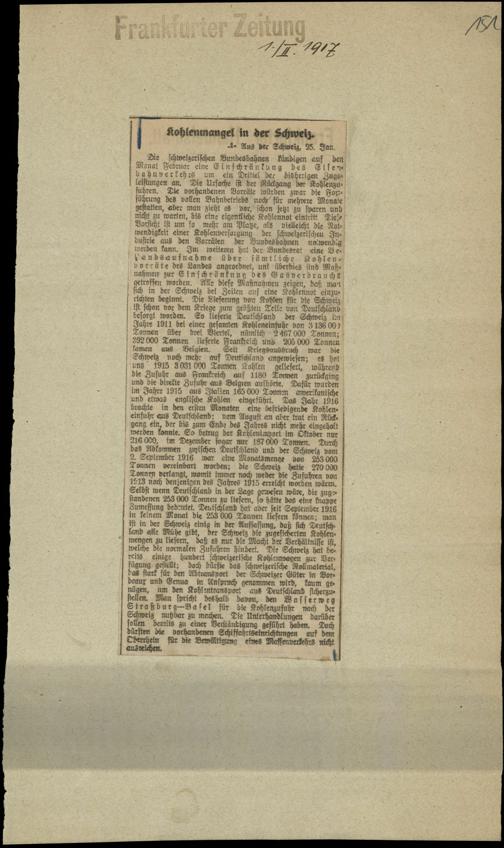 Frankfurter Zeitung
1./II. 1917
151
Kohlenmangel in der Schweiz.
Aus der Schweiz, 25. Jan.
Die schweizerischen Bundesbahnen kündigen auf den
Monat Februar eine Einschränkung des Eisen-
bahnverkehrs um ein Drittel der bisherigen Zugs-
leistungen an. Die Ursache ist der Rückgang der Kohlenzu-
fuhren. Die vorhandenen Vorräte würden zwar die Fort-
führung des vollen Bahnbetriebs noch für mehrere Monate
gestatten, aber man zieht es vor, schon jetzt zu sparen und
nicht zu warten, bis eine eigentliche Kohlennot eintritt. Diese
Vorsicht ist um so mehr am Platze, als vielleicht die Not-
wendigkeit einer Kohlenversorgung der schweizerischen In-
dustrie aus den Vorräten der Bundesbahnen notwendig
werden kann. Im weiteren hat der Bundesrat eine Be-
standsaufnahme über sämtliche Kohlen-
vorräte des Landes angeordnet, und überdies sind Maß-
nahmen zur Einschränkung des Gasverbrauchs
getroffen worden. Alle diese Maßnahmen zeigen, daß man
sich in der Schweiz bei Zeiten auf eine Kohlennot einzu-
richten beginnt. Die Lieferung von Kohlen für die Schweiz
ist schon vor dem Kriege zum größten Teile von Deutschland
besorgt worden. So lieferte Deutschland der Schweiz im
Jahre 1911 bei einer gesamten Kohleneinfuhr von 3 136 000
Tonnen über drei Viertel, nämlich 2 467 000 Tonnen;
392 000 Tonnen lieferte Frankreich und 205 000 Tonnen
kamen aus Belgien. Seit Kriegsausbruch war die
Schweiz noch mehr auf Deutschland angewiesen; es hat
uns 1915 3 031 000 Tonnen Kohlen geliefert, während
die Zufuhr aus Frankreich auf 1180 Tonnen zurückging
und die direkte Zufuhr aus Belgien aufhörte. Dafür wurden
im Jahre 1915 aus Italien 165 000 Tonnen amerikanische
und etwas englische Kohlen eingeführt. Das Jahr 1916
brachte in den ersten Monaten eine befriedigende Kohlen-
einfuhr aus Deutschland; vom August an aber trat ein Rück-
gang ein, der bis zum Ende des Jahres nicht mehr eingeholt
werden konnte. So betrug der Kohlenimport im Oktober nur
216 000, im Dezember sogar nur 187 000 Tonnen. Durch
das Abkommen zwischen Deutschland und der Schweiz vom
2. September 1916 war eine Monatsmenge von 253 000
Tonnen vereinbart worden; die Schweiz hatte 270 000
Tonnen verlangt, womit immer noch weder die Zufuhren von
1913 noch denjenigen des Jahres 1915 erreicht worden wären.
Selbst wenn Deutschland in der Lage gewesen wäre, die zuge-
standenen 253 000 Tonnen zu liefern, so hätte das eine knappe
Zumessung bedeutet. Deutschland hat aber seit September 1916
in keinem Monat die 253 000 Tonnen liefern können; man
ist in der Schweiz einig in der Auffassung, daß sich Deutsch-
land alle Mühe gibt, der Schweiz die zugesicherten Kohlen-
mengen zu liefern, daß es nur die Macht der Verhältnisse ist,
welche die normalen Zufuhren hindert. Die Schweiz hat be-
reits einige hundert schweizerische Kohlenwagen zur Ver-
fügung gestellt; doch dürfte das schweizerische Rollmaterial,
das stark für den Abtransport der Schweizer Güter in Bor-
deaux und Genua in Anspruch genommen wird, kaum ge-
nügen, um den Kohlentransport aus Deutschland sicherzu-
stellen. Man spricht deshalb davon, den Wasserweg
Straßburg—Basel für die Kohlenzufuhr nach der
Schweiz nutzbar zu machen. Die Unterhandlungen darüber
sollen bereits zu einer Verständigung geführt haben. Doch
dürften die vorhandenen Schiffahrtseinrichtungen auf dem
Oberrhein für die Bewältigung eines Massenverkehrs nicht
ausreichen.